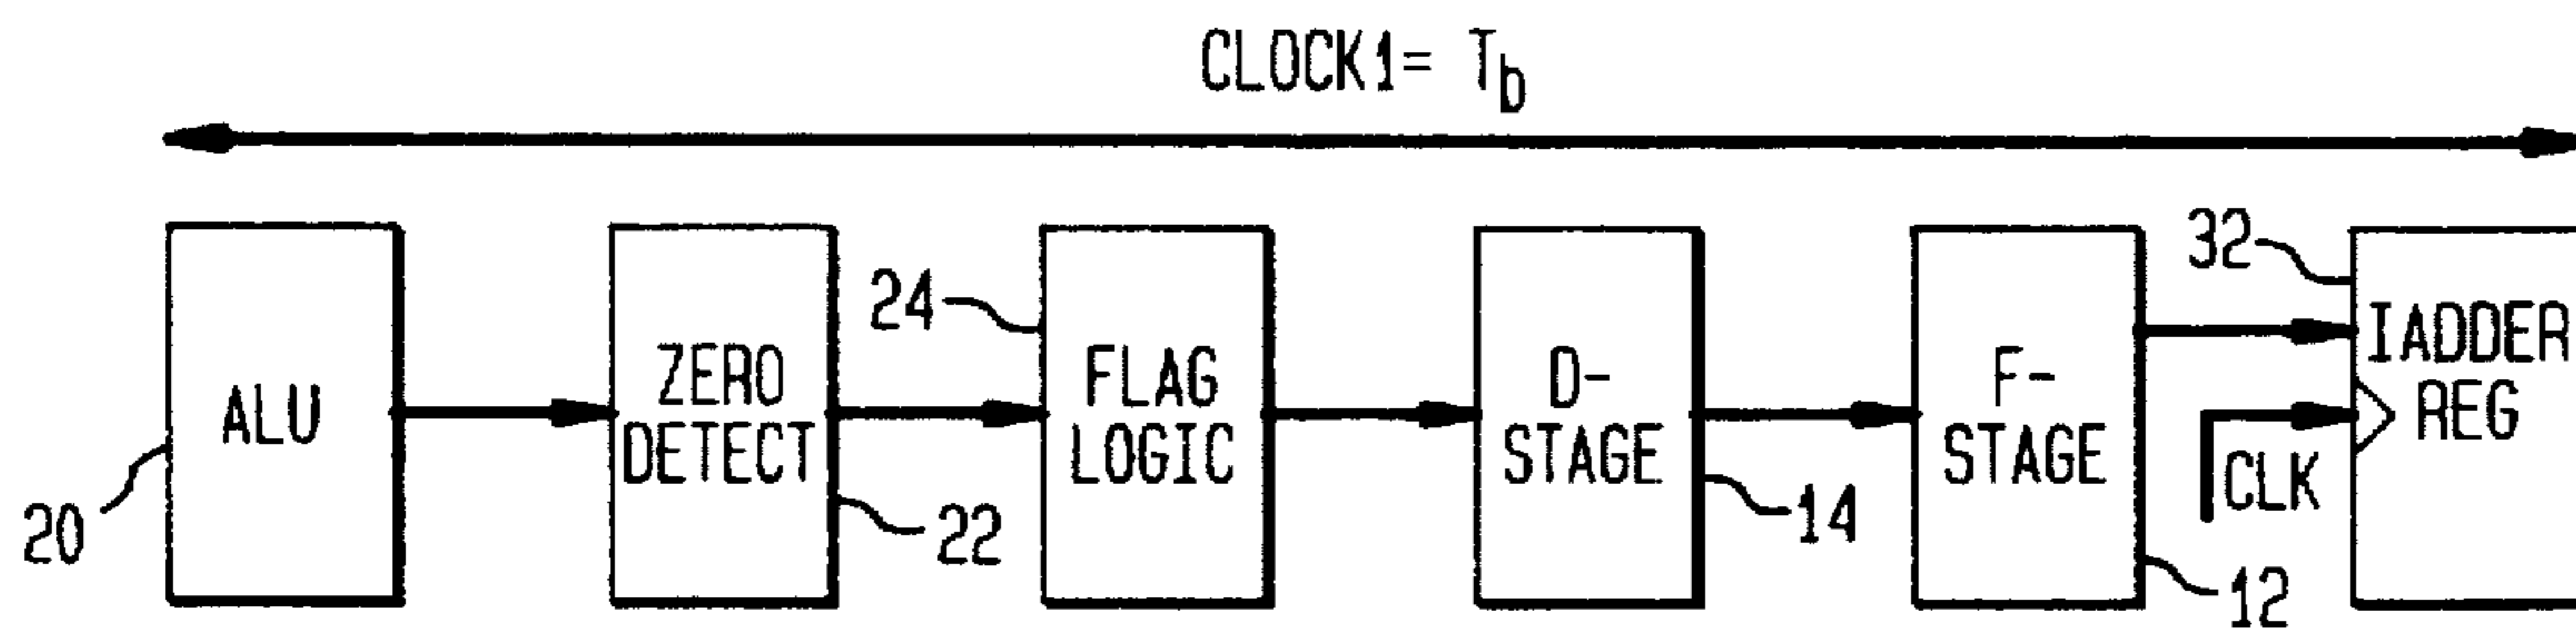 CLOCK1= Tb
ALU
20
ZERO
DETECT
22
24
FLAG
LOGIC
D-
STAGE
14
F-
STAGE
12
32
IADDER
REG
CLK